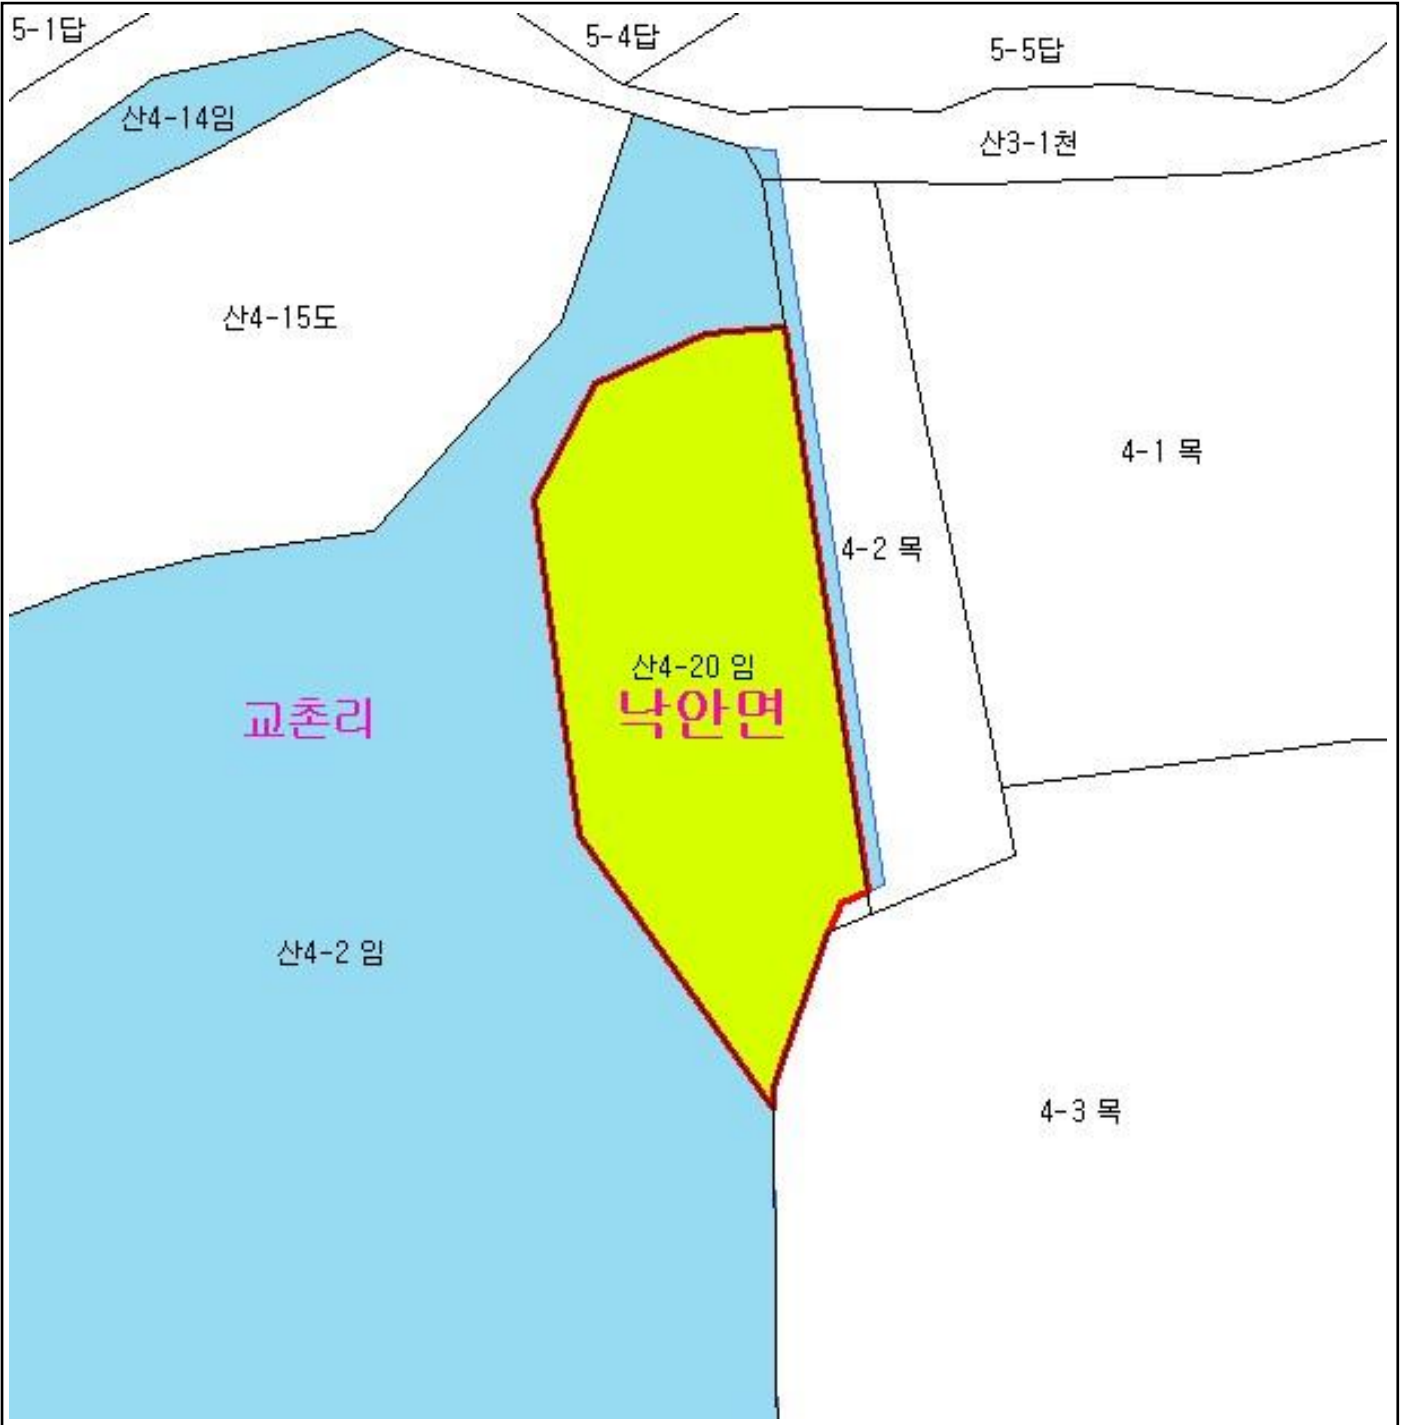 5-1답
5-4답
5-5답
산4-14임
산3-1천
산4-15도
4-1 목
4-2 목
산4-20 임
교촌리
낙안면
산4-2 임
4-3 목